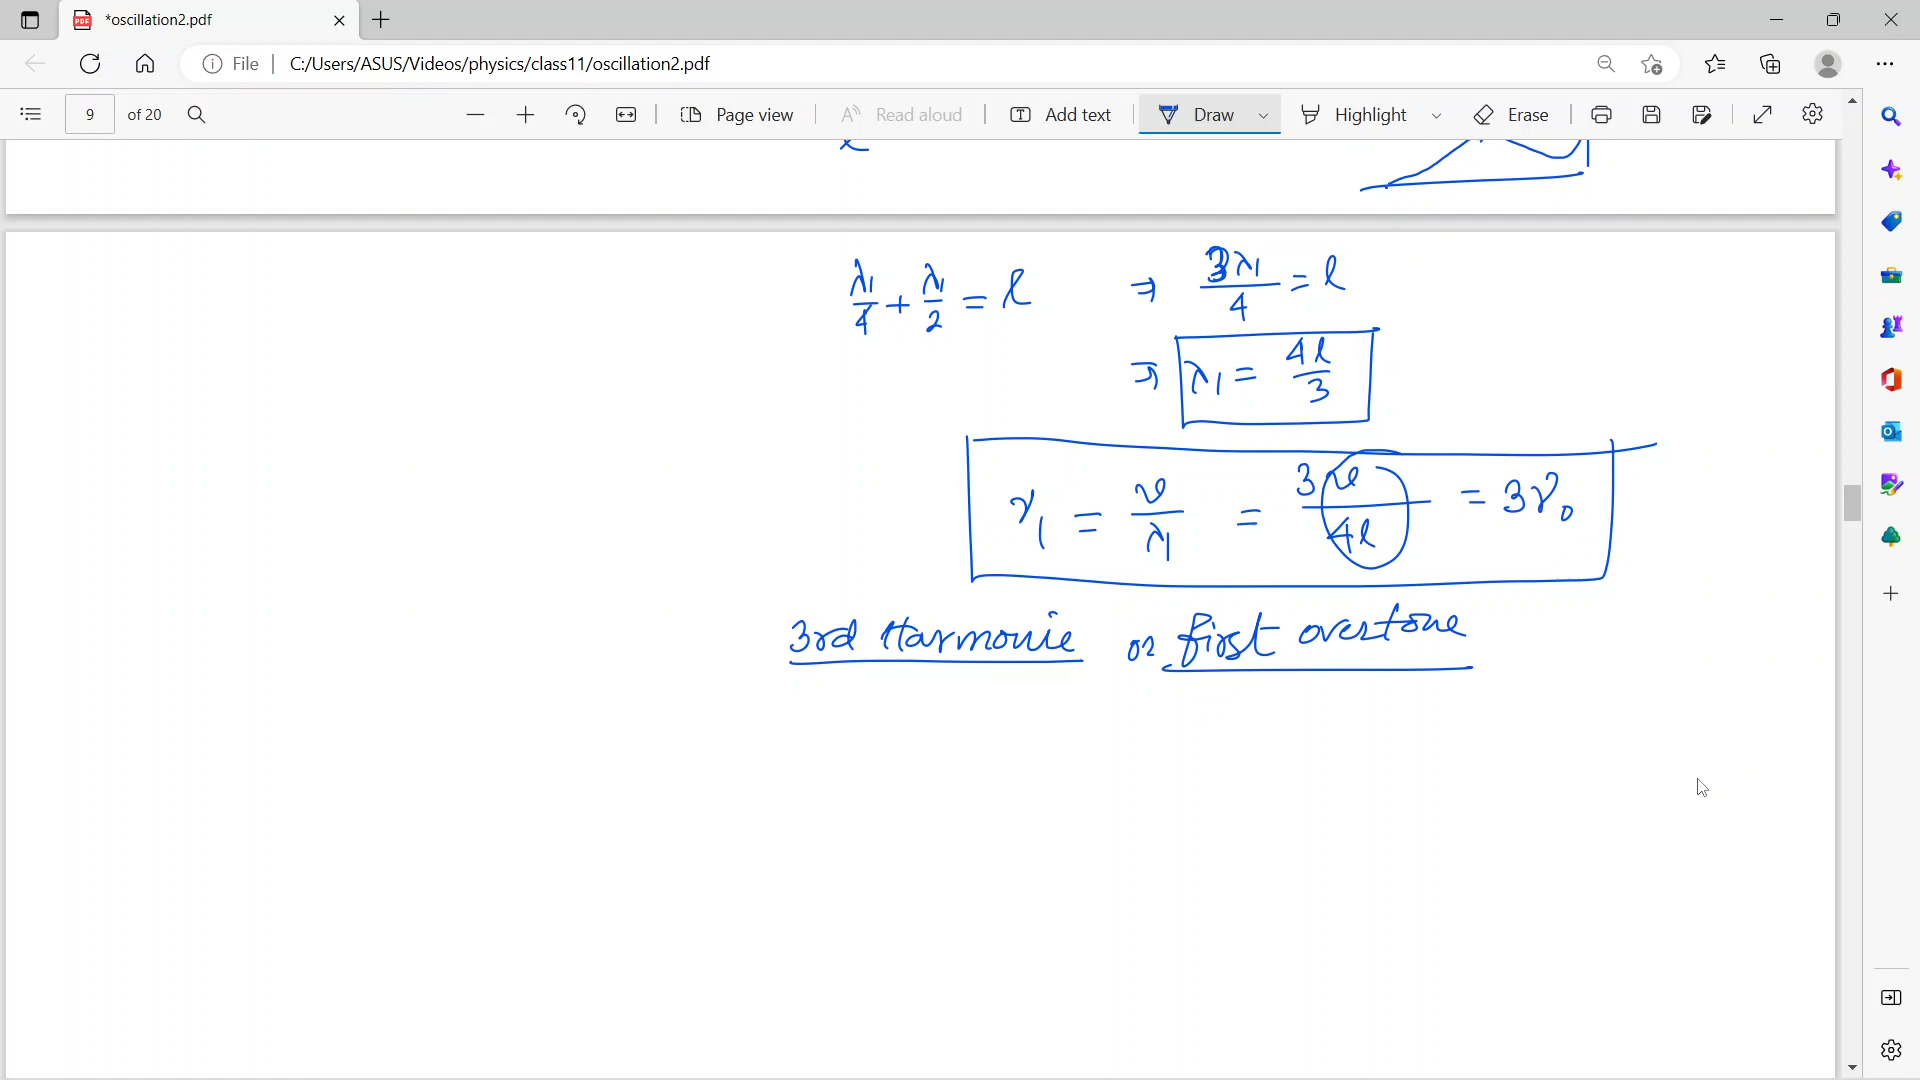 *oscillation2.pdf
File | C:/Users/ASUS/Videos/physics/class11/oscillation2.pdf
9 of 20 Page view Read aloud Add text Draw Highlight Erase
l
λ₁/4 + λ₁/2 = l ⇒ 3λ₁/4 = l
⇒ λ₁ = 4l/3
ν₁ = v/λ₁ = 3v/4l = 3ν₀
3rd Harmonic or first overtone